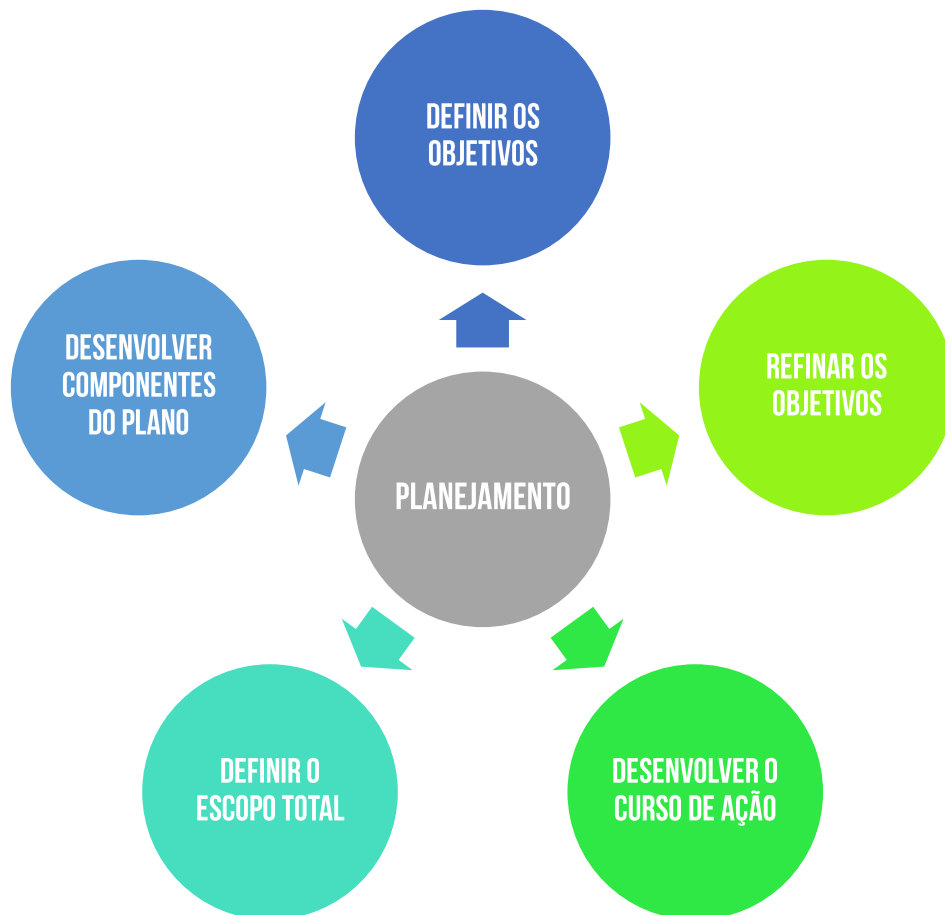 DEFINIR OS
OBJETIVOS
REFINAR OS
OBJETIVOS
DESENVOLVER O
CURSO DE AÇÃO
DEFINIR O
ESCOPO TOTAL
DESENVOLVER
COMPONENTES
DO PLANO
PLANEJAMENTO